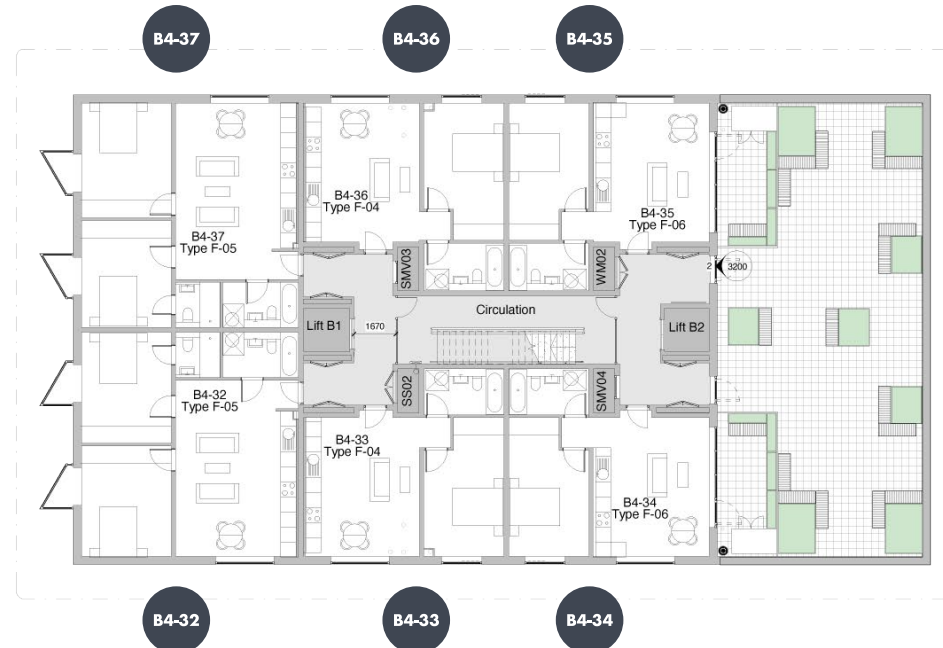 B4-37
B4-36
B4-35
B4-36
Type F-04
B4-35
Type F-06
B4-37
Type F-05
SMV03
WM02
2
3200
Circulation
Lift B1
1670
Lift B2
B4-32
Type F-05
SS02
SMV04
B4-33
Type F-04
B4-34
Type F-06
B4-32
B4-33
B4-34